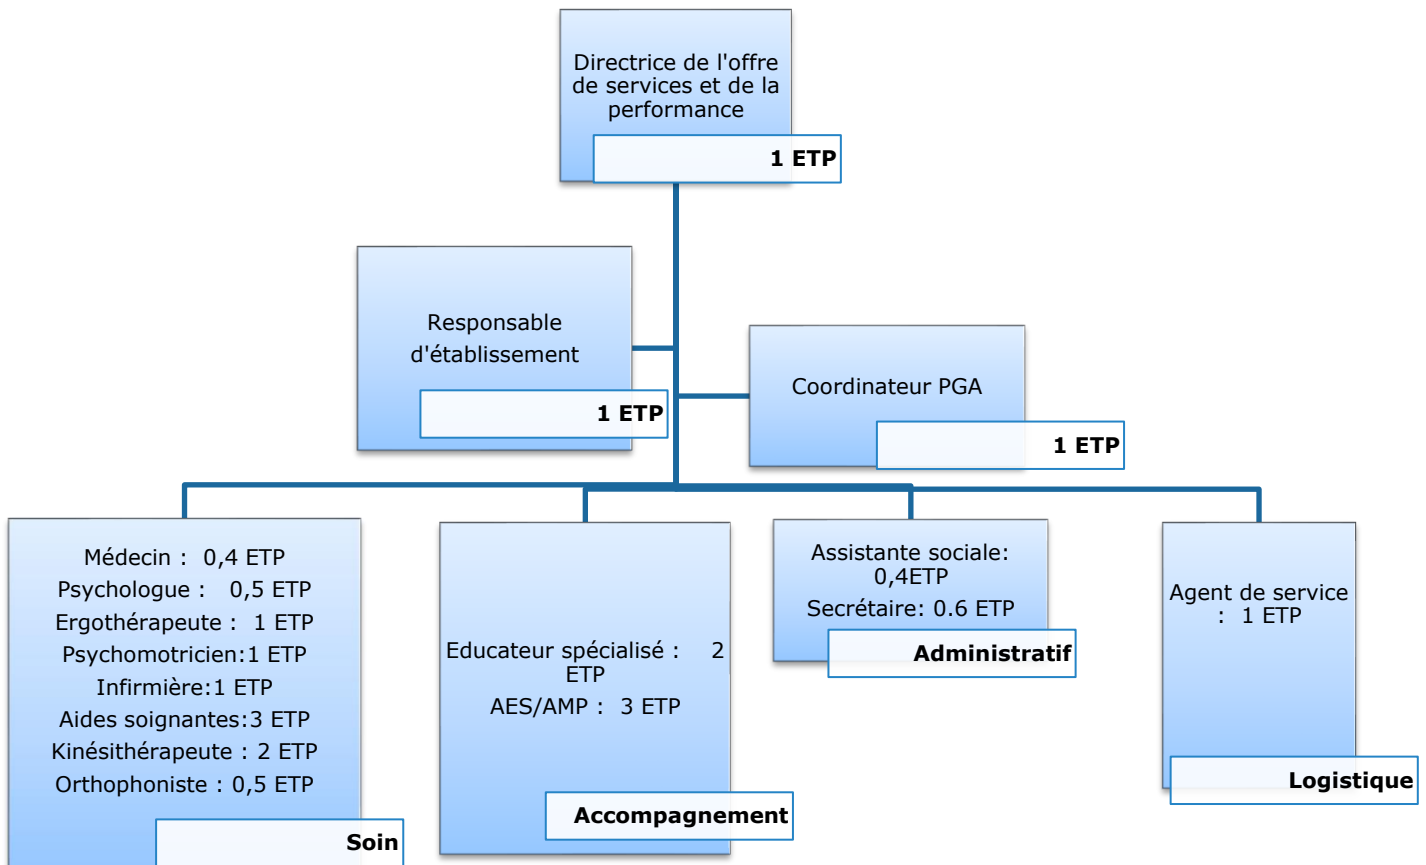 Directrice de l'offre
de services et de la
performance
1 ETP
Responsable
d'établissement
1 ETP
Coordinateur PGA
1 ETP
Médecin : 0,4 ETP
Psychologue : 0,5 ETP
Ergothérapeute : 1 ETP
Psychomotricien:1 ETP
Infirmière:1 ETP
Aides soignantes:3 ETP
Kinésithérapeute : 2 ETP
Orthophoniste : 0,5 ETP
Soin
Educateur spécialisé : 2
ETP
AES/AMP : 3 ETP
Accompagnement
Assistante sociale:
0,4ETP
Secrétaire: 0.6 ETP
Administratif
Agent de service
: 1 ETP
Logistique